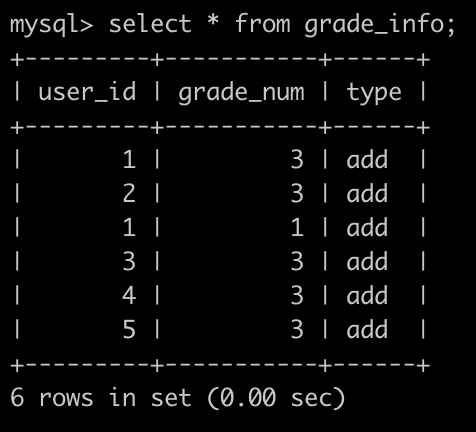 mysql> select * from grade_info;
+---------+-----------+------+
| user_id | grade_num | type |
+---------+-----------+------+
|       1 |         3 | add  |
|       2 |         3 | add  |
|       1 |         1 | add  |
|       3 |         3 | add  |
|       4 |         3 | add  |
|       5 |         3 | add  |
+---------+-----------+------+
6 rows in set (0.00 sec)